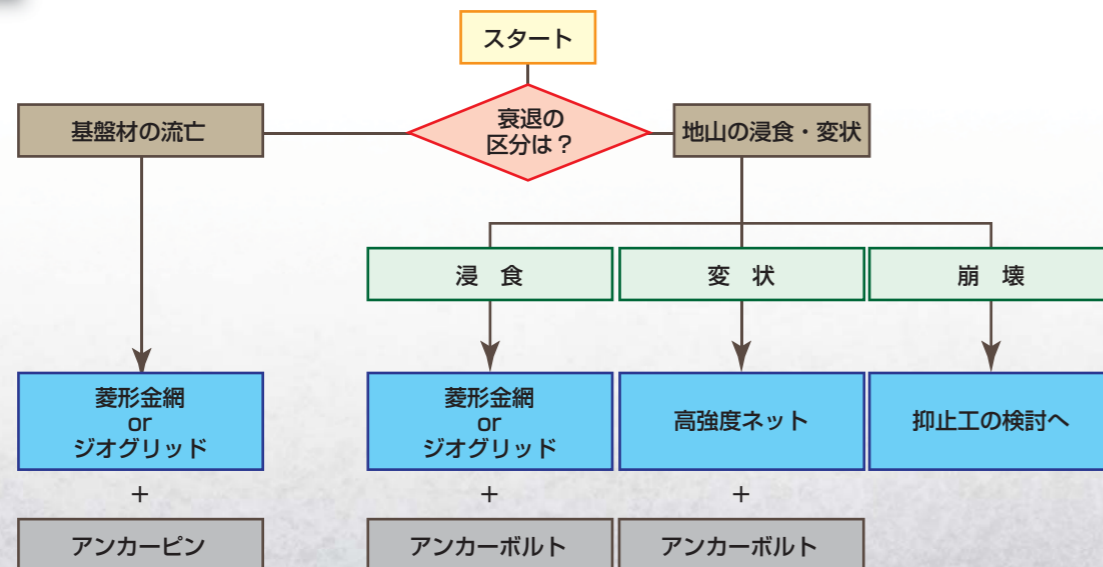 スタート
衰退の
区分は？
基盤材の流亡
地山の浸食・変状
浸　食
変　状
崩　壊
菱形金網
or
ジオグリッド
菱形金網
or
ジオグリッド
高強度ネット
抑止工の検討へ
+
+
+
アンカーピン
アンカーボルト
アンカーボルト